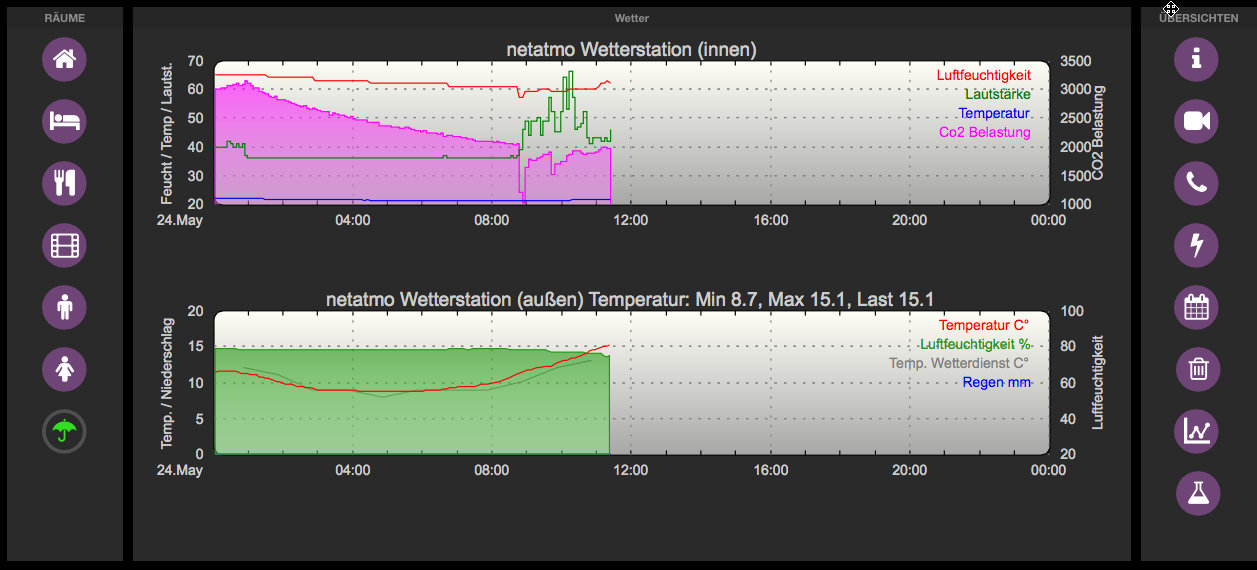 RÄUME
Wetter
ÜBERSICHTEN
netatmo Wetterstation (innen)
70
60
50
40
30
20
Feucht / Temp / Lautst.
Luftfeuchtigkeit
Lautstärke
Temperatur
Co2 Belastung
3500
3000
2500
2000
1500
1000
CO2 Belastung
24.May
04:00
08:00
12:00
16:00
20:00
00:00
netatmo Wetterstation (außen) Temperatur: Min 8.7, Max 15.1, Last 15.1
20
15
10
5
0
Temp. / Niederschlag
Temperatur C°
Luftfeuchtigkeit %
Temp. Wetterdienst C°
Regen mm
100
80
60
40
20
Luftfeuchtigkeit
24.May
04:00
08:00
12:00
16:00
20:00
00:00